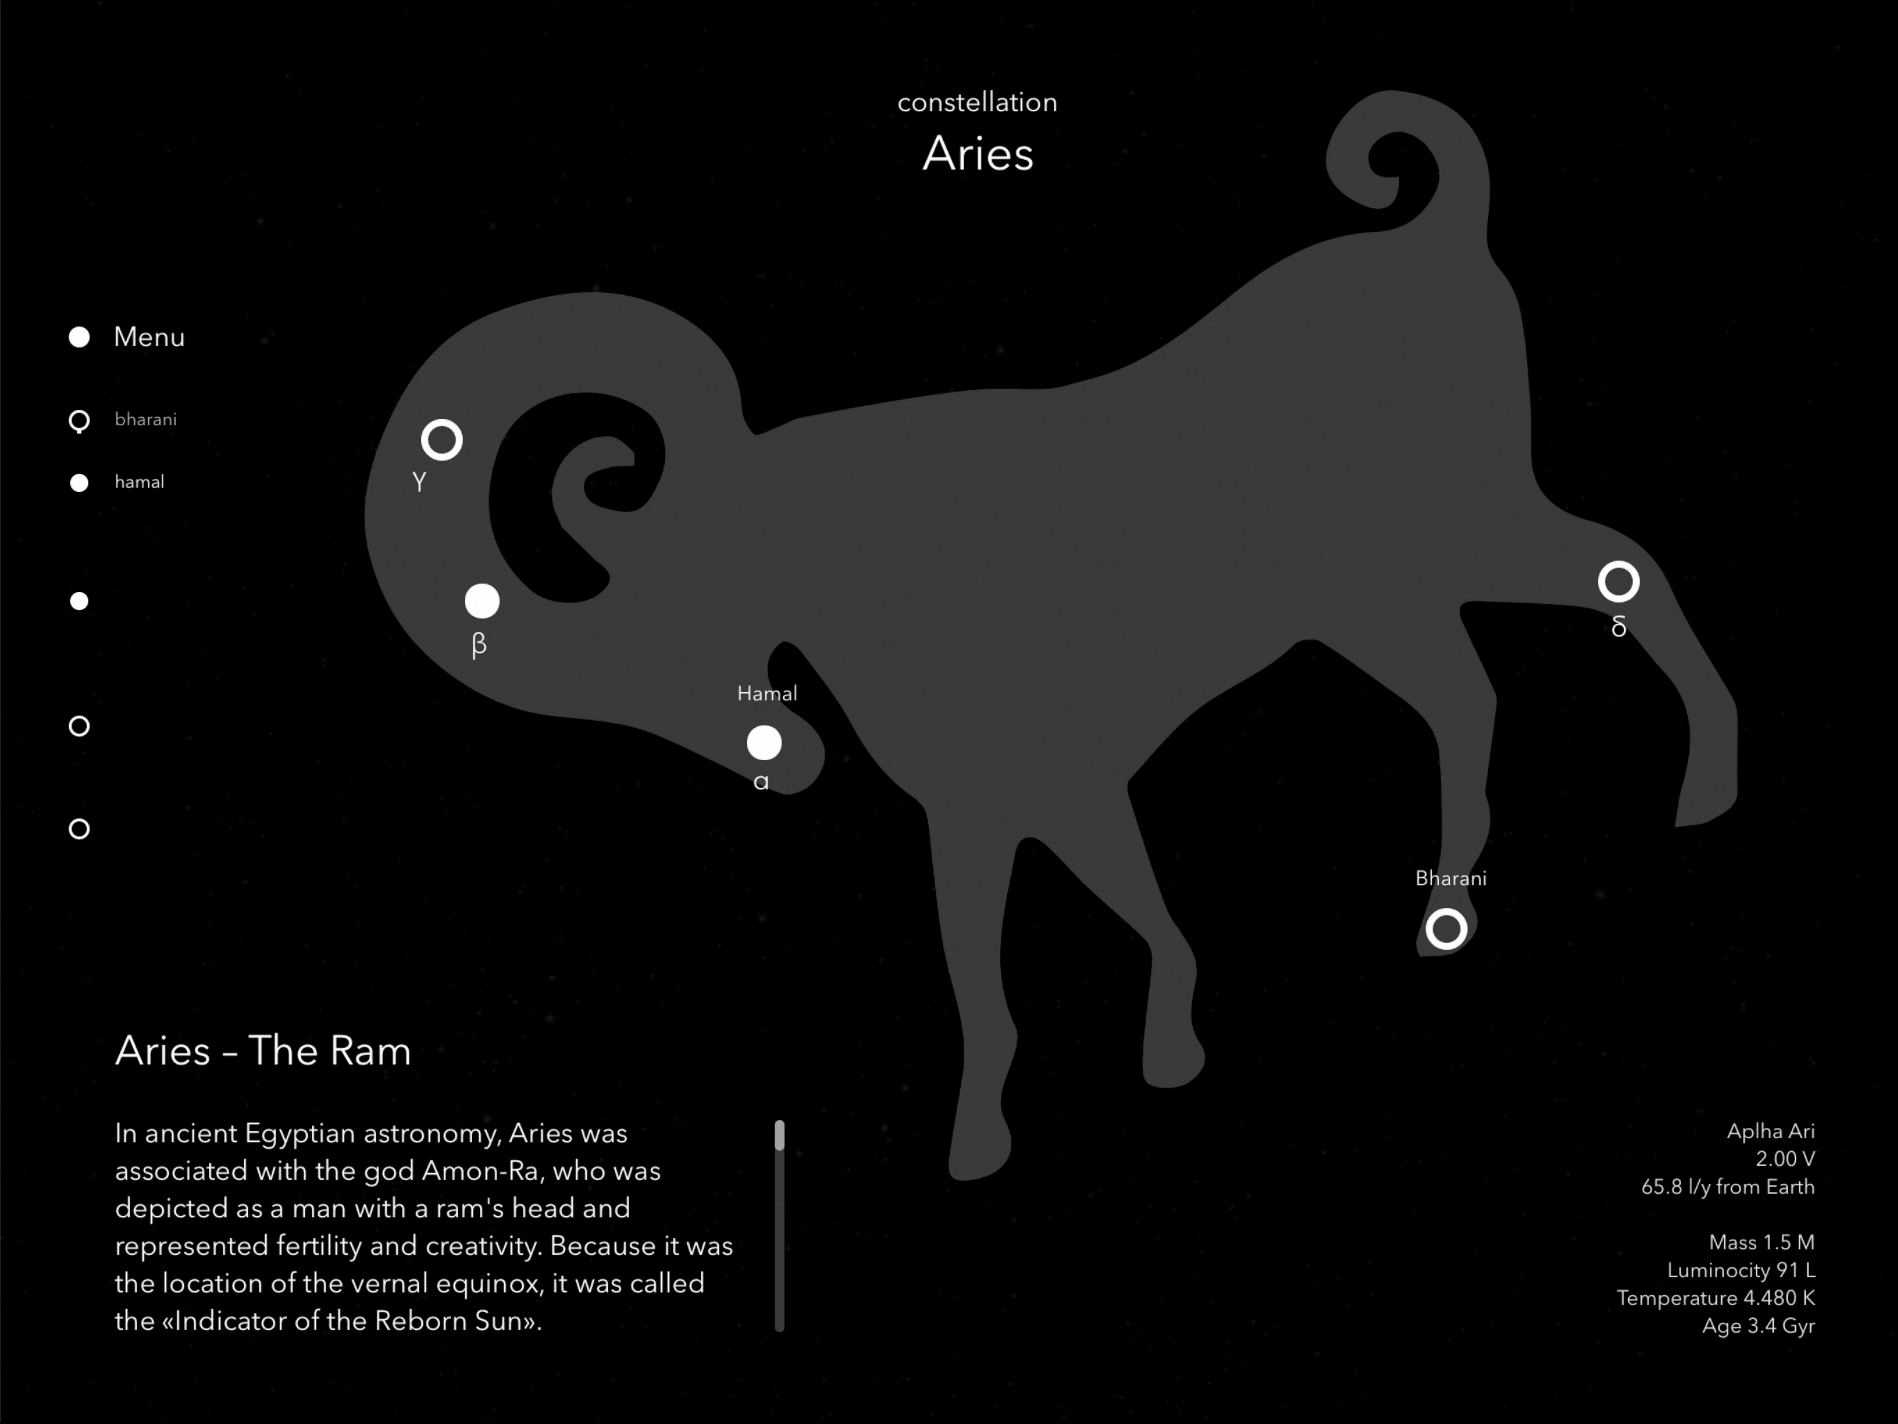 constellation
Aries
Menu
bharani
hamal
γ
β
Hamal
α
δ
Bharani
Aries – The Ram
In ancient Egyptian astronomy, Aries was
associated with the god Amon-Ra, who was
depicted as a man with a ram's head and
represented fertility and creativity. Because it was
the location of the vernal equinox, it was called
the «Indicator of the Reborn Sun».
Aplha Ari
2.00 V
65.8 l/y from Earth
Mass 1.5 M
Luminocity 91 L
Temperature 4.480 K
Age 3.4 Gyr